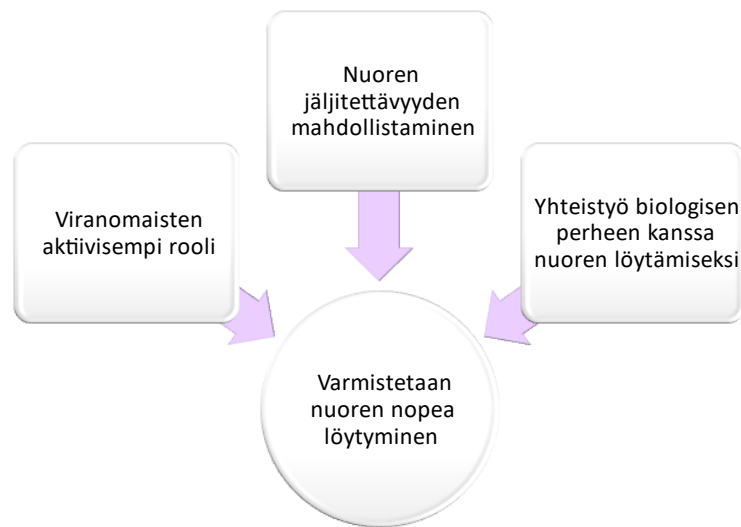 Nuoren
jäljitettävyyden
mahdollistaminen
Viranomaisten
aktiivisempi rooli
Yhteistyö biologisen
perheen kanssa
nuoren löytämiseksi
Varmistetaan
nuoren nopea
löytyminen